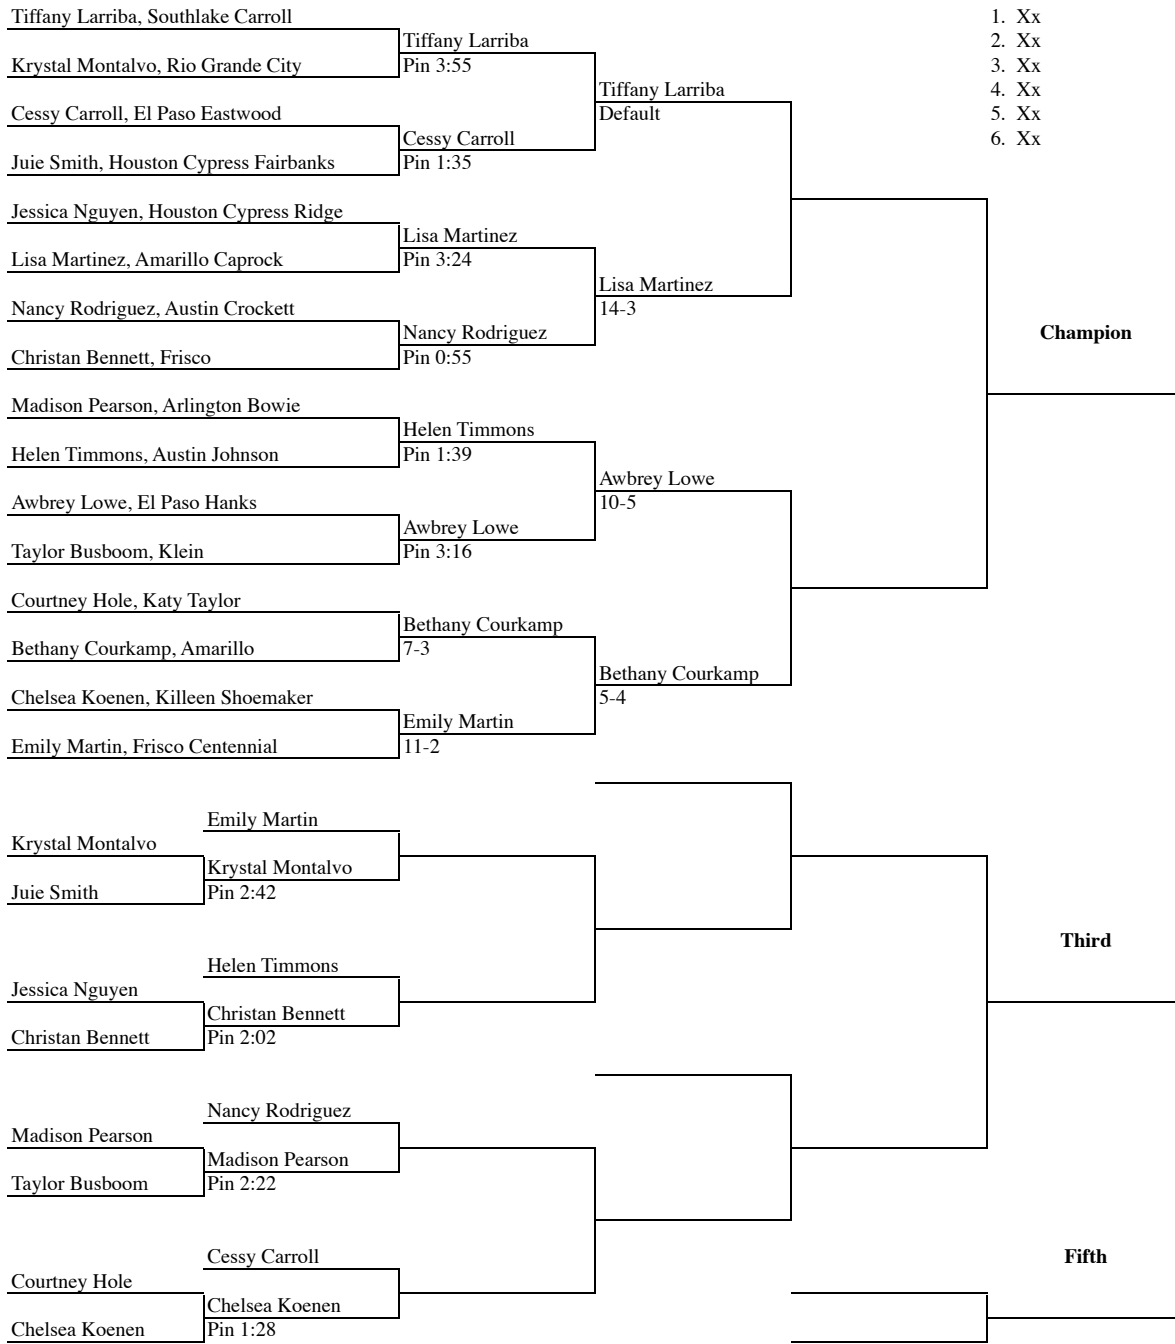 Tiffany Larriba, Southlake Carroll
1. Xx
Tiffany Larriba
2. Xx
Krystal Montalvo, Rio Grande City
Pin 3:55
3. Xx
Tiffany Larriba
4. Xx
Cessy Carroll, El Paso Eastwood
Default
5. Xx
Cessy Carroll
6. Xx
Juie Smith, Houston Cypress Fairbanks
Pin 1:35
Jessica Nguyen, Houston Cypress Ridge
Lisa Martinez
Lisa Martinez, Amarillo Caprock
Pin 3:24
Lisa Martinez
Nancy Rodriguez, Austin Crockett
14-3
Nancy Rodriguez
Champion
Christan Bennett, Frisco
Pin 0:55
Madison Pearson, Arlington Bowie
Helen Timmons
Helen Timmons, Austin Johnson
Pin 1:39
Awbrey Lowe
Awbrey Lowe, El Paso Hanks
10-5
Awbrey Lowe
Taylor Busboom, Klein
Pin 3:16
Courtney Hole, Katy Taylor
Bethany Courkamp
Bethany Courkamp, Amarillo
7-3
Bethany Courkamp
Chelsea Koenen, Killeen Shoemaker
5-4
Emily Martin
Emily Martin, Frisco Centennial
11-2
Emily Martin
Krystal Montalvo
Krystal Montalvo
Juie Smith
Pin 2:42
Third
Helen Timmons
Jessica Nguyen
Christan Bennett
Christan Bennett
Pin 2:02
Nancy Rodriguez
Madison Pearson
Madison Pearson
Taylor Busboom
Pin 2:22
Cessy Carroll
Fifth
Courtney Hole
Chelsea Koenen
Chelsea Koenen
Pin 1:28